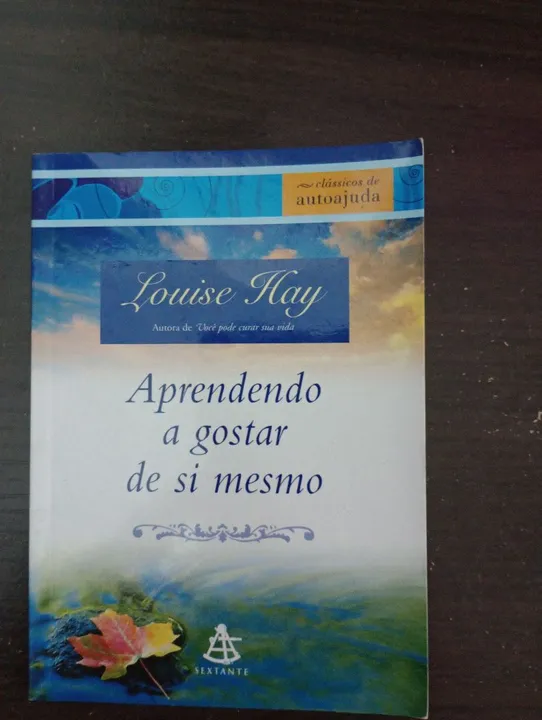 clássicos de
autoajuda
Louise Hay
Autora de Você pode curar sua vida
Aprendendo
a gostar
de si mesmo
SEXTANTE